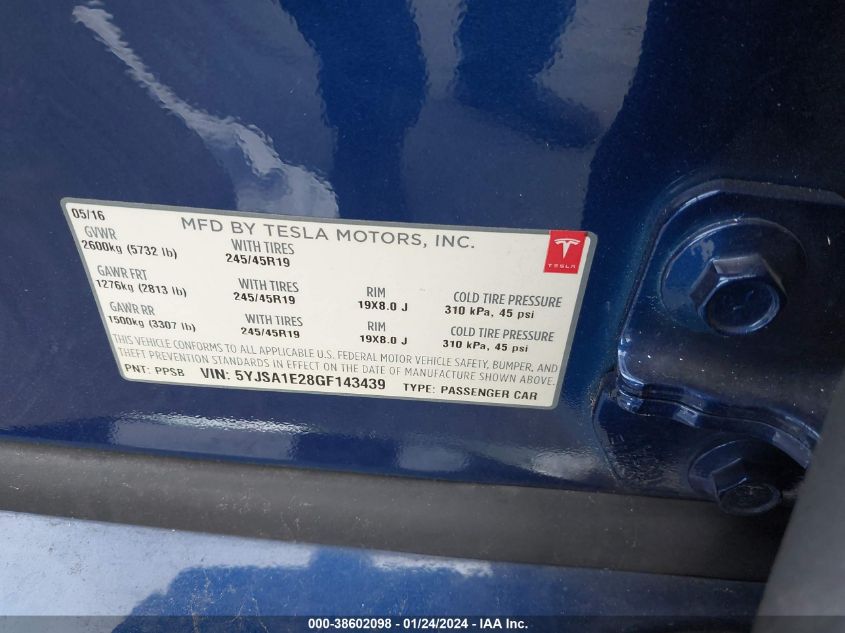 05/16
MFD BY TESLA MOTORS, INC.
GVWR
2600kg (5732 lb)
WITH TIRES
245/45R19
TESLA
GAWR FRT
1276kg (2813 lb)
WITH TIRES
245/45R19
RIM
19X8.0 J
COLD TIRE PRESSURE
310 kPa, 45 psi
GAWR RR
1500kg (3307 lb)
WITH TIRES
245/45R19
RIM
19X8.0 J
COLD TIRE PRESSURE
310 kPa, 45 psi
THIS VEHICLE CONFORMS TO ALL APPLICABLE U.S. FEDERAL MOTOR VEHICLE SAFETY, BUMPER, AND
THEFT PREVENTION STANDARDS IN EFFECT ON THE DATE OF MANUFACTURE SHOWN ABOVE.
PNT: PPSB VIN: 5YJSA1E28GF143439 TYPE: PASSENGER CAR
000-38602098 - 01/24/2024 - IAA Inc.